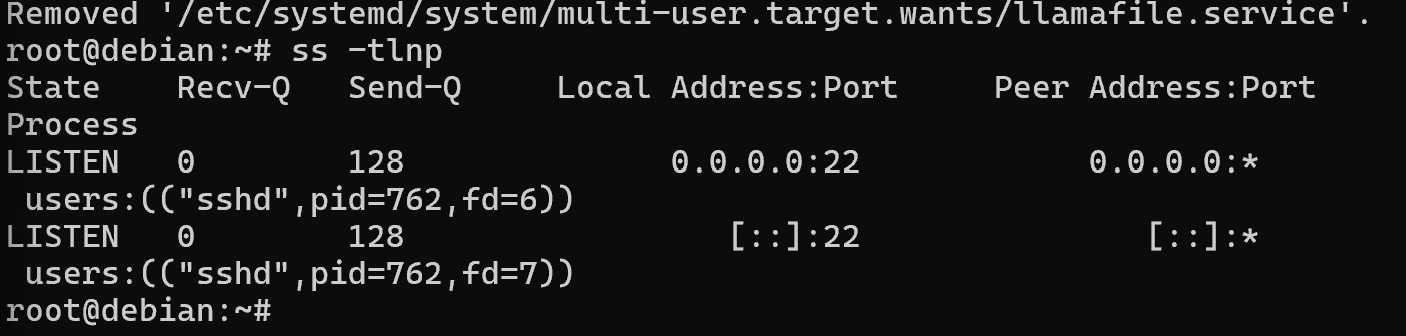 Removed '/etc/systemd/system/multi-user.target.wants/llamafile.service'.
root@debian:~# ss -tlnp
State    Recv-Q   Send-Q     Local Address:Port     Peer Address:Port
Process
LISTEN   0        128              0.0.0.0:22            0.0.0.0:*
 users:(("sshd",pid=762,fd=6))
LISTEN   0        128                 [::]:22               [::]:*
 users:(("sshd",pid=762,fd=7))
root@debian:~#